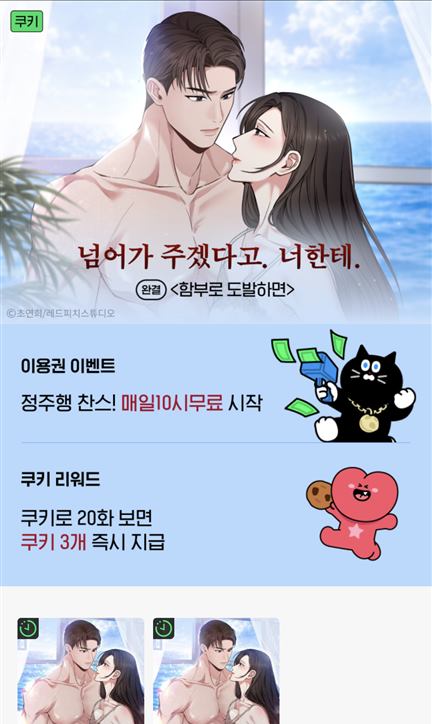 쿠키
넘어가 주겠다고. 너한테.
완결 <함부로 도발하면>
©초연희/레드피치스튜디오
이용권 이벤트
정주행 찬스! 매일10시무료 시작
쿠키 리워드
쿠키로 20화 보면
쿠키 3개 즉시 지급